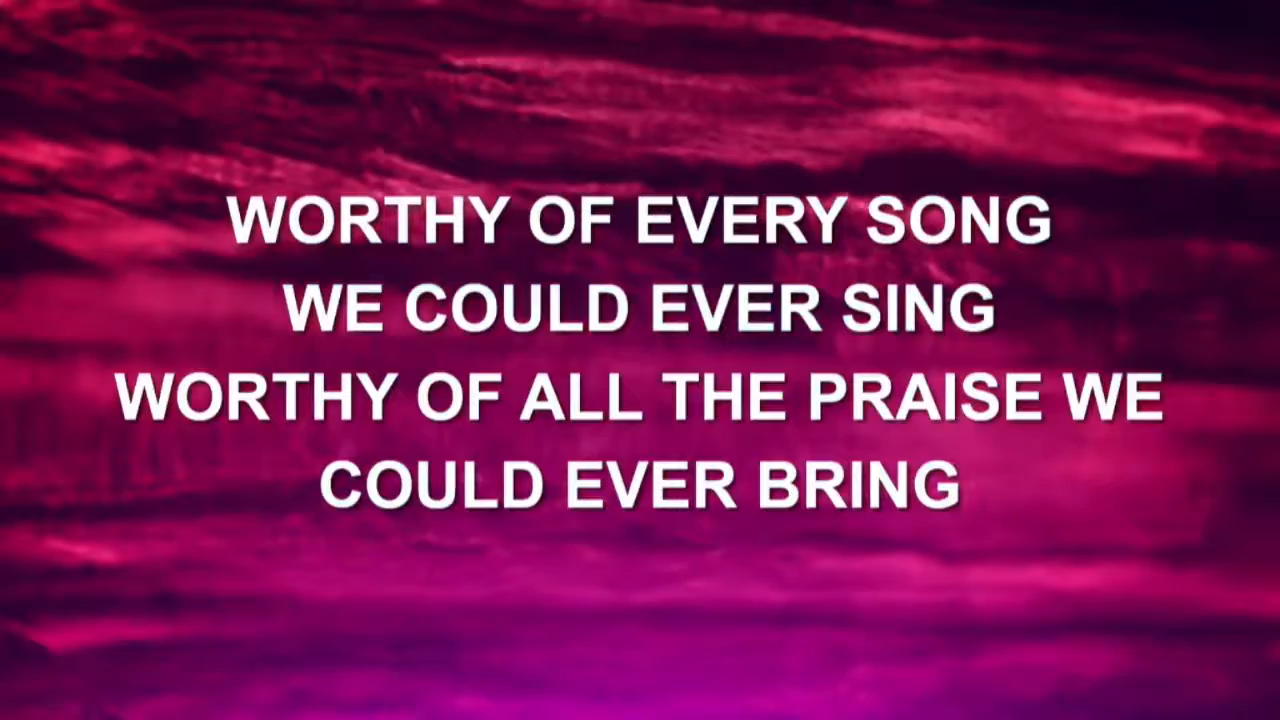 WORTHY OF EVERY SONG
WE COULD EVER SING
WORTHY OF ALL THE PRAISE WE
COULD EVER BRING